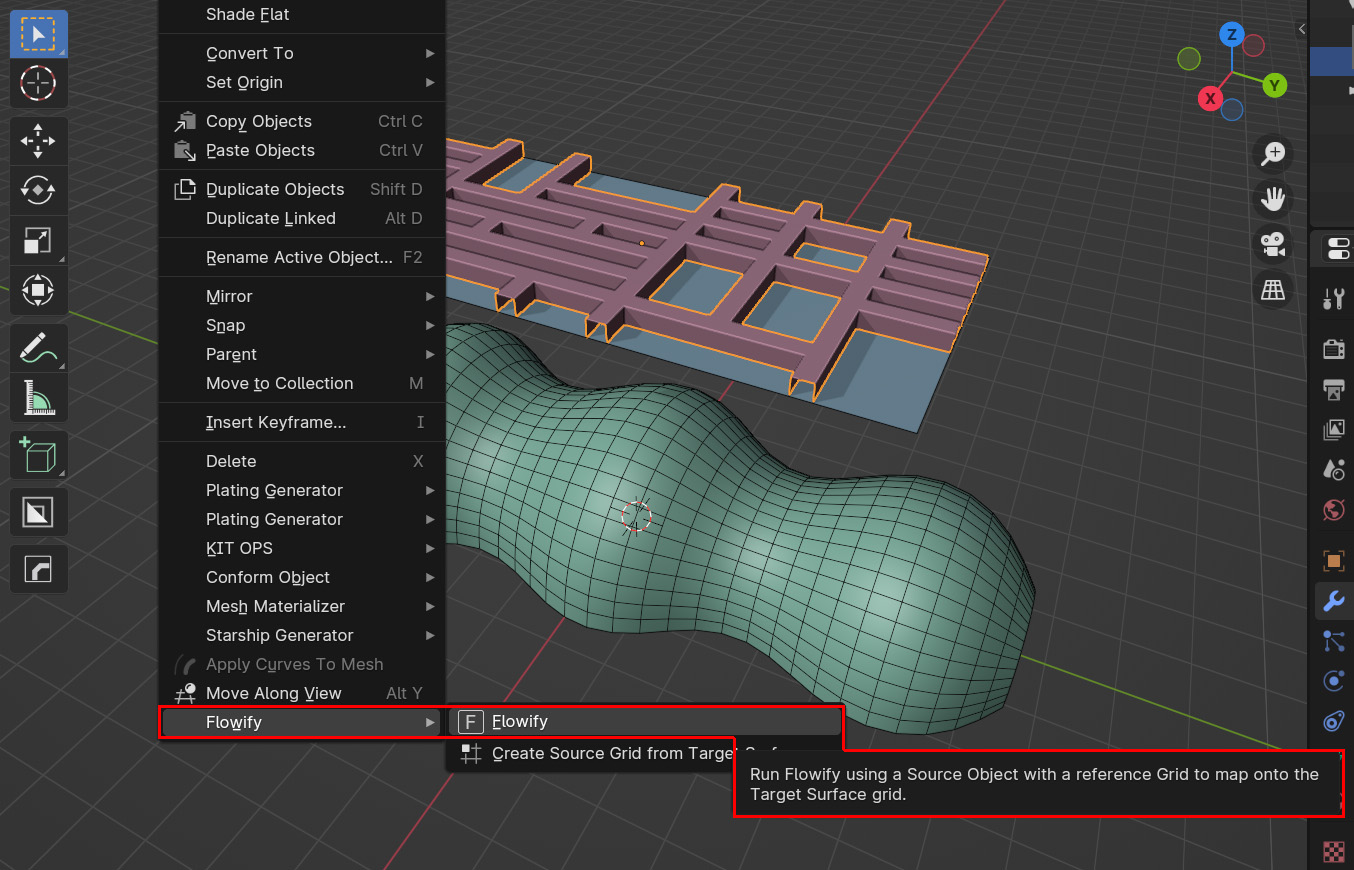 Shade Flat
Convert To
Set Origin
Copy Objects Ctrl C
Paste Objects Ctrl V
Duplicate Objects Shift D
Duplicate Linked Alt D
Rename Active Object... F2
Mirror
Snap
Parent
Move to Collection M
Insert Keyframe... I
Delete X
Plating Generator
Plating Generator
KIT OPS
Conform Object
Mesh Materializer
Starship Generator
Apply Curves To Mesh
Move Along View Alt Y
Flowify
F Flowify
Create Source Grid from Target
Run Flowify using a Source Object with a reference Grid to map onto the
Target Surface grid.
Z
Y
X